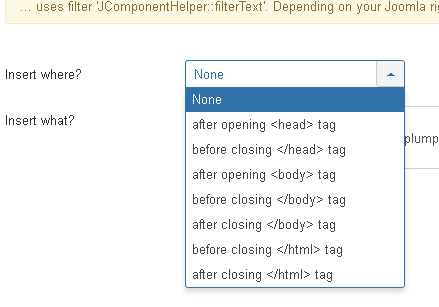 ... uses filter 'JComponentHelper::filterText'. Depending on your Joomla rig
Insert where?
None
None
Insert what?
after opening <head> tag
before closing </head> tag
plump
after opening <body> tag
before closing </body> tag
after closing </body> tag
before closing </html> tag
after closing </html> tag